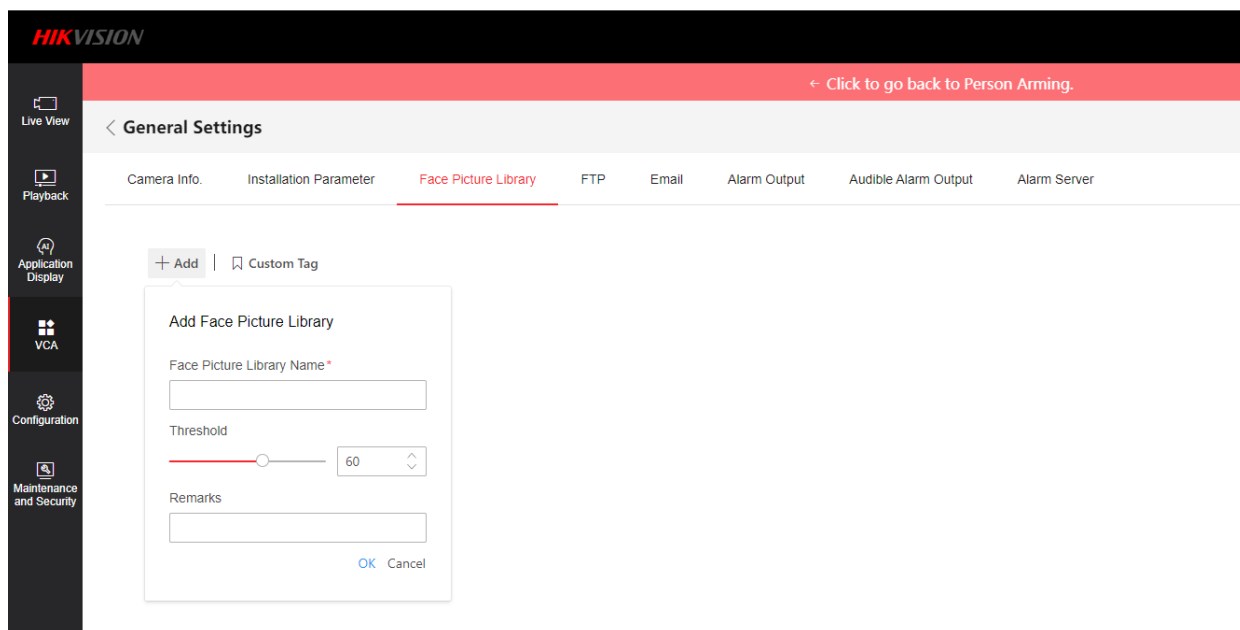 HIKVISION
← Click to go back to Person Arming.
Live View
Playback
Application
Display
VCA
Configuration
Maintenance
and Security
General Settings
Camera Info. Installation Parameter Face Picture Library FTP Email Alarm Output Audible Alarm Output Alarm Server
Add Custom Tag
Add Face Picture Library
Face Picture Library Name*
Threshold
60
Remarks
OK Cancel